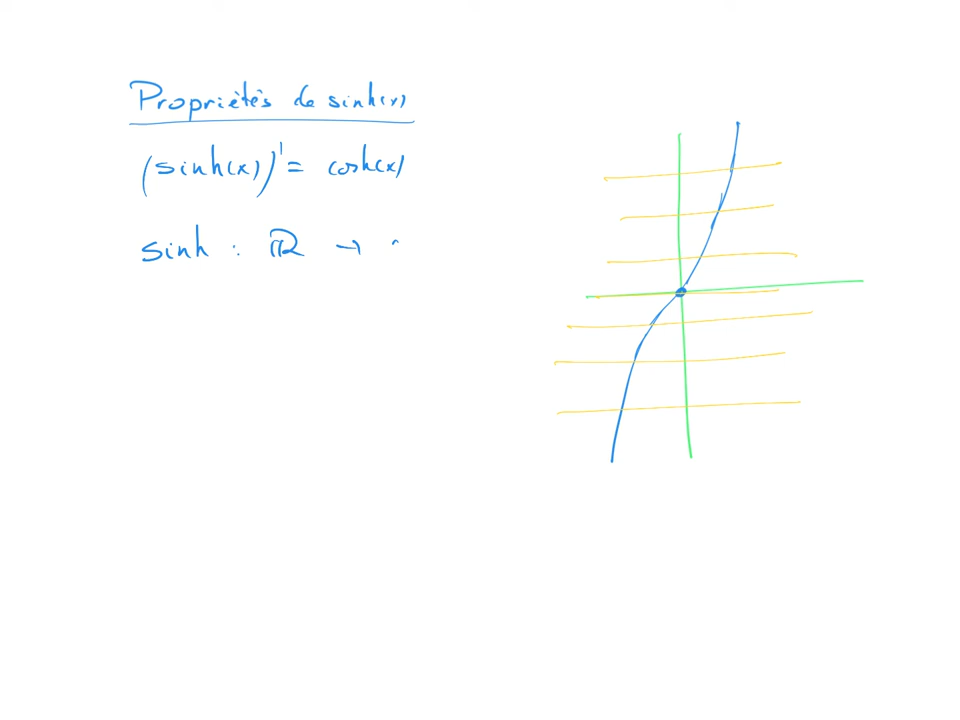 Propriétés de sinh(x)
(sinh(x))' = cosh(x)
sinh : ℝ →